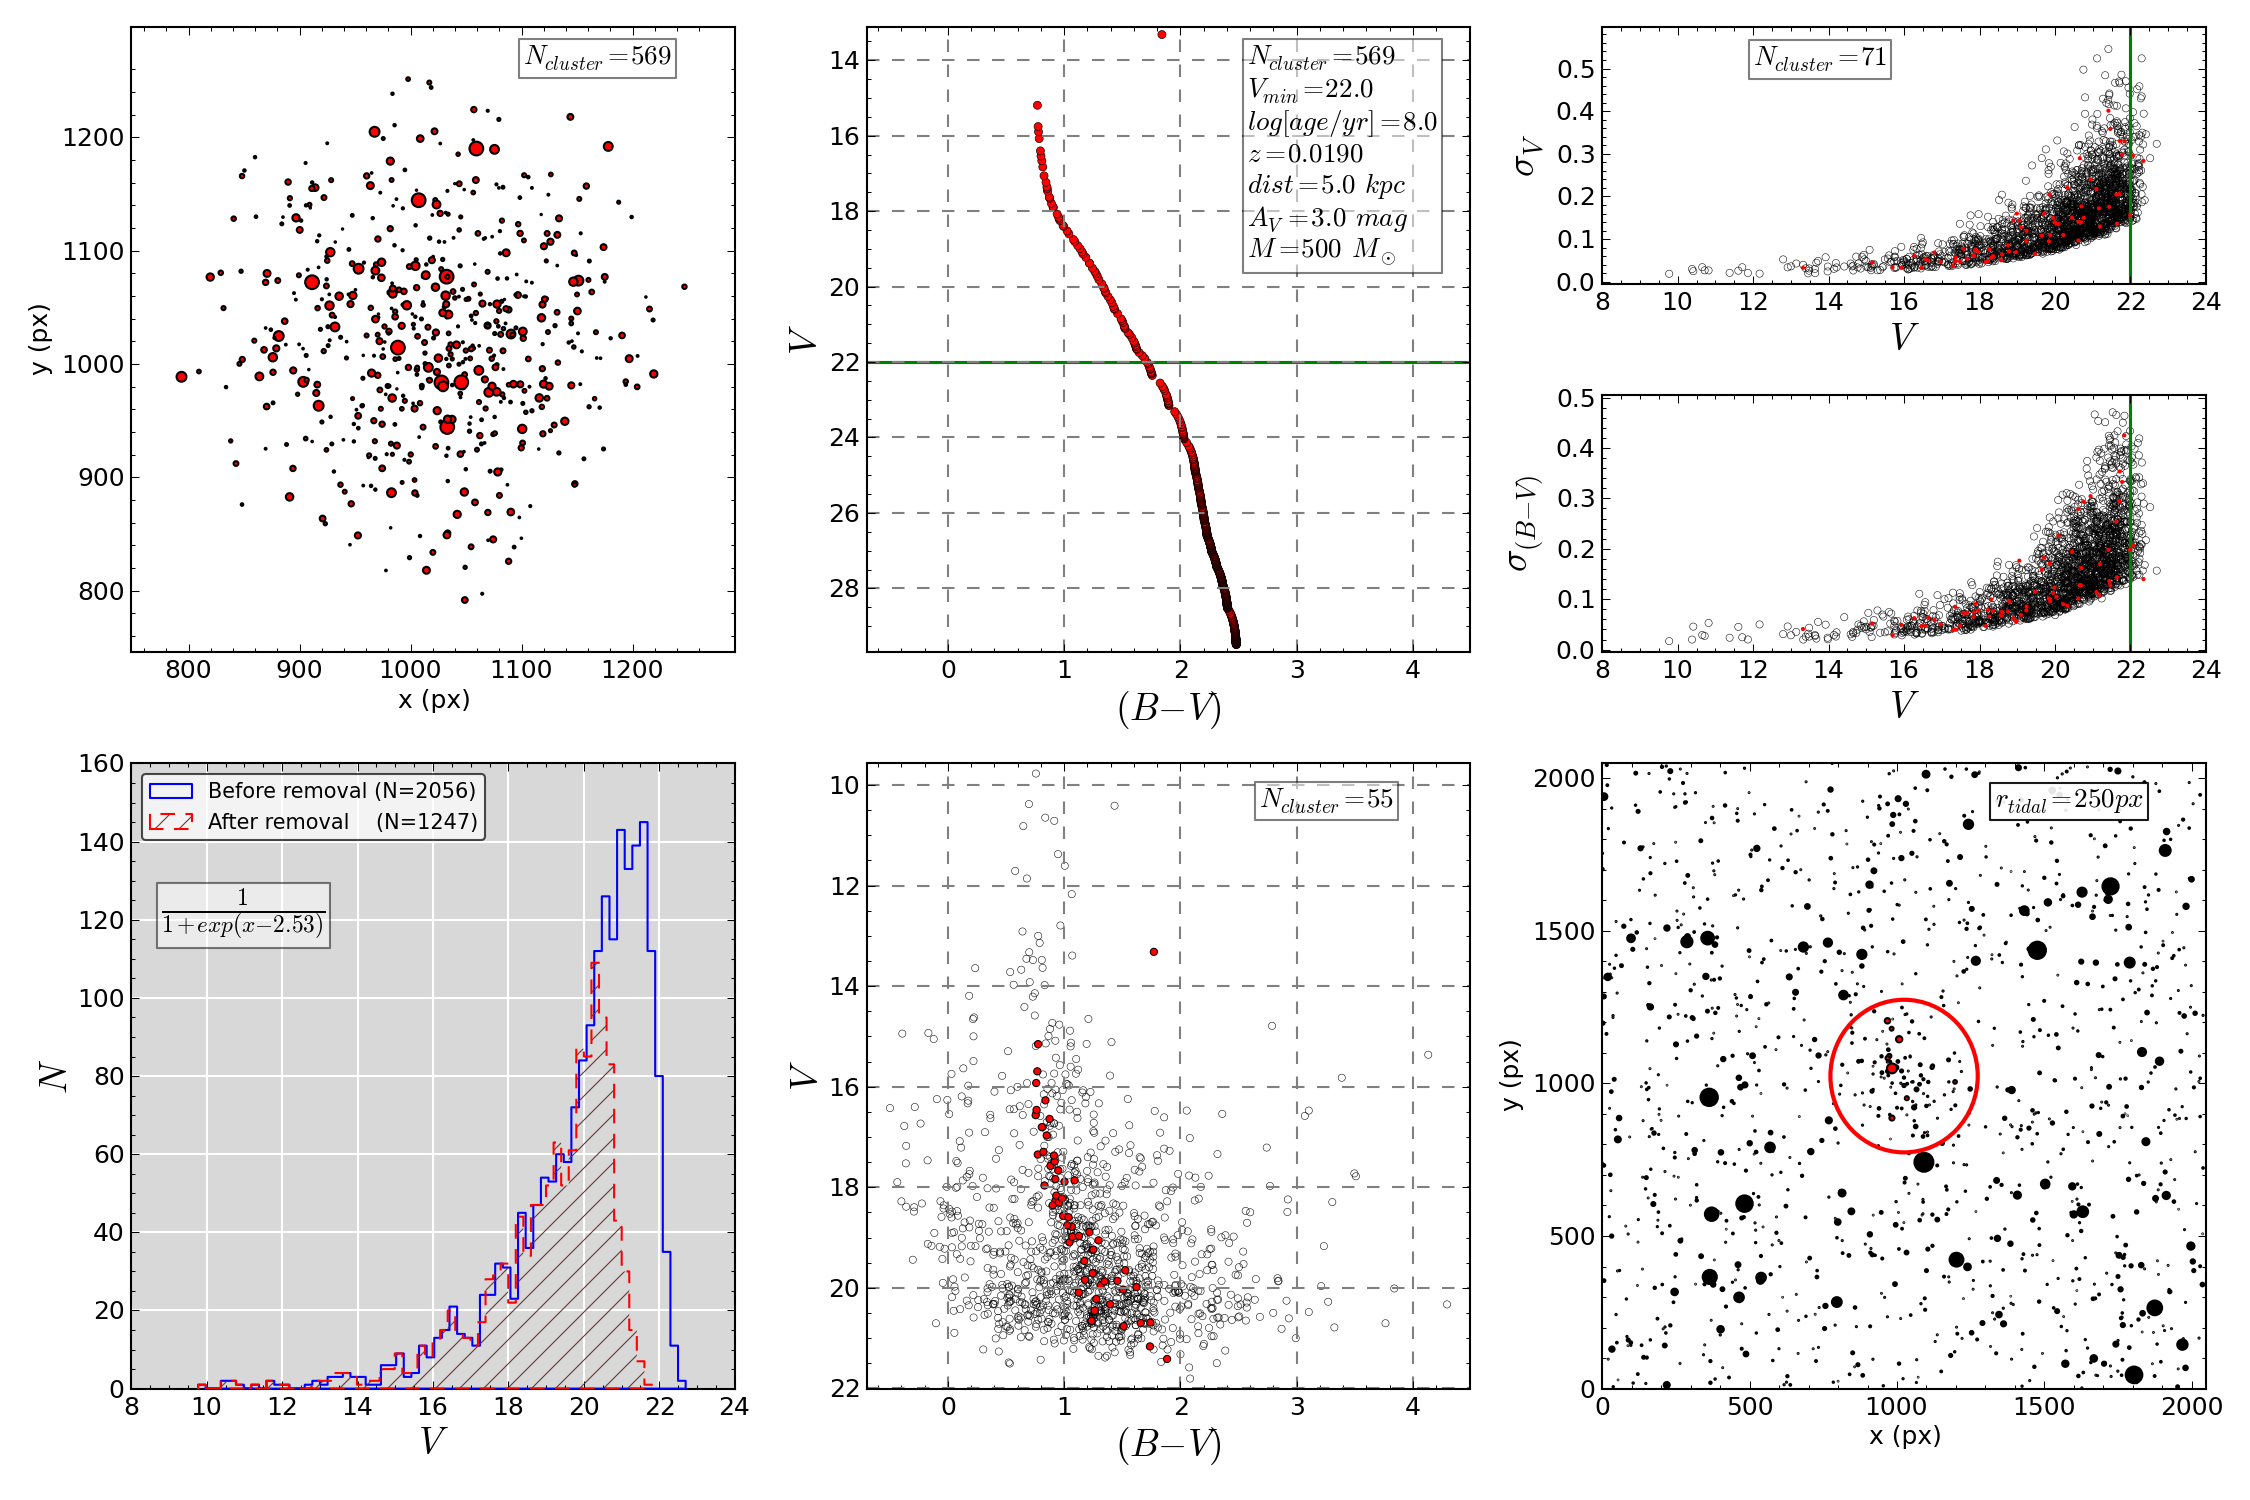 N_cluster = 569
1200
1100
1000
900
800
y (px)
800 900 1000 1100 1200
x (px)
N_cluster = 569
V_min = 22.0
log[age/yr] = 8.0
z = 0.0190
dist = 5.0 kpc
A_V = 3.0 mag
M = 500 M_⊙
14
16
18
20
22
24
26
28
V
0 1 2 3 4
(B−V)
N_cluster = 71
0.5
0.4
0.3
0.2
0.1
0.0
σ_V
8 10 12 14 16 18 20 22 24
V
0.5
0.4
0.3
0.2
0.1
0.0
σ_(B−V)
8 10 12 14 16 18 20 22 24
V
Before removal (N=2056)
After removal (N=1247)
1
1+exp(x−2.53)
160
140
120
100
80
60
40
20
0
N
8 10 12 14 16 18 20 22 24
V
N_cluster = 55
10
12
14
16
18
20
22
V
0 1 2 3 4
(B−V)
r_tidal = 250px
2000
1500
1000
500
0
y (px)
0 500 1000 1500 2000
x (px)